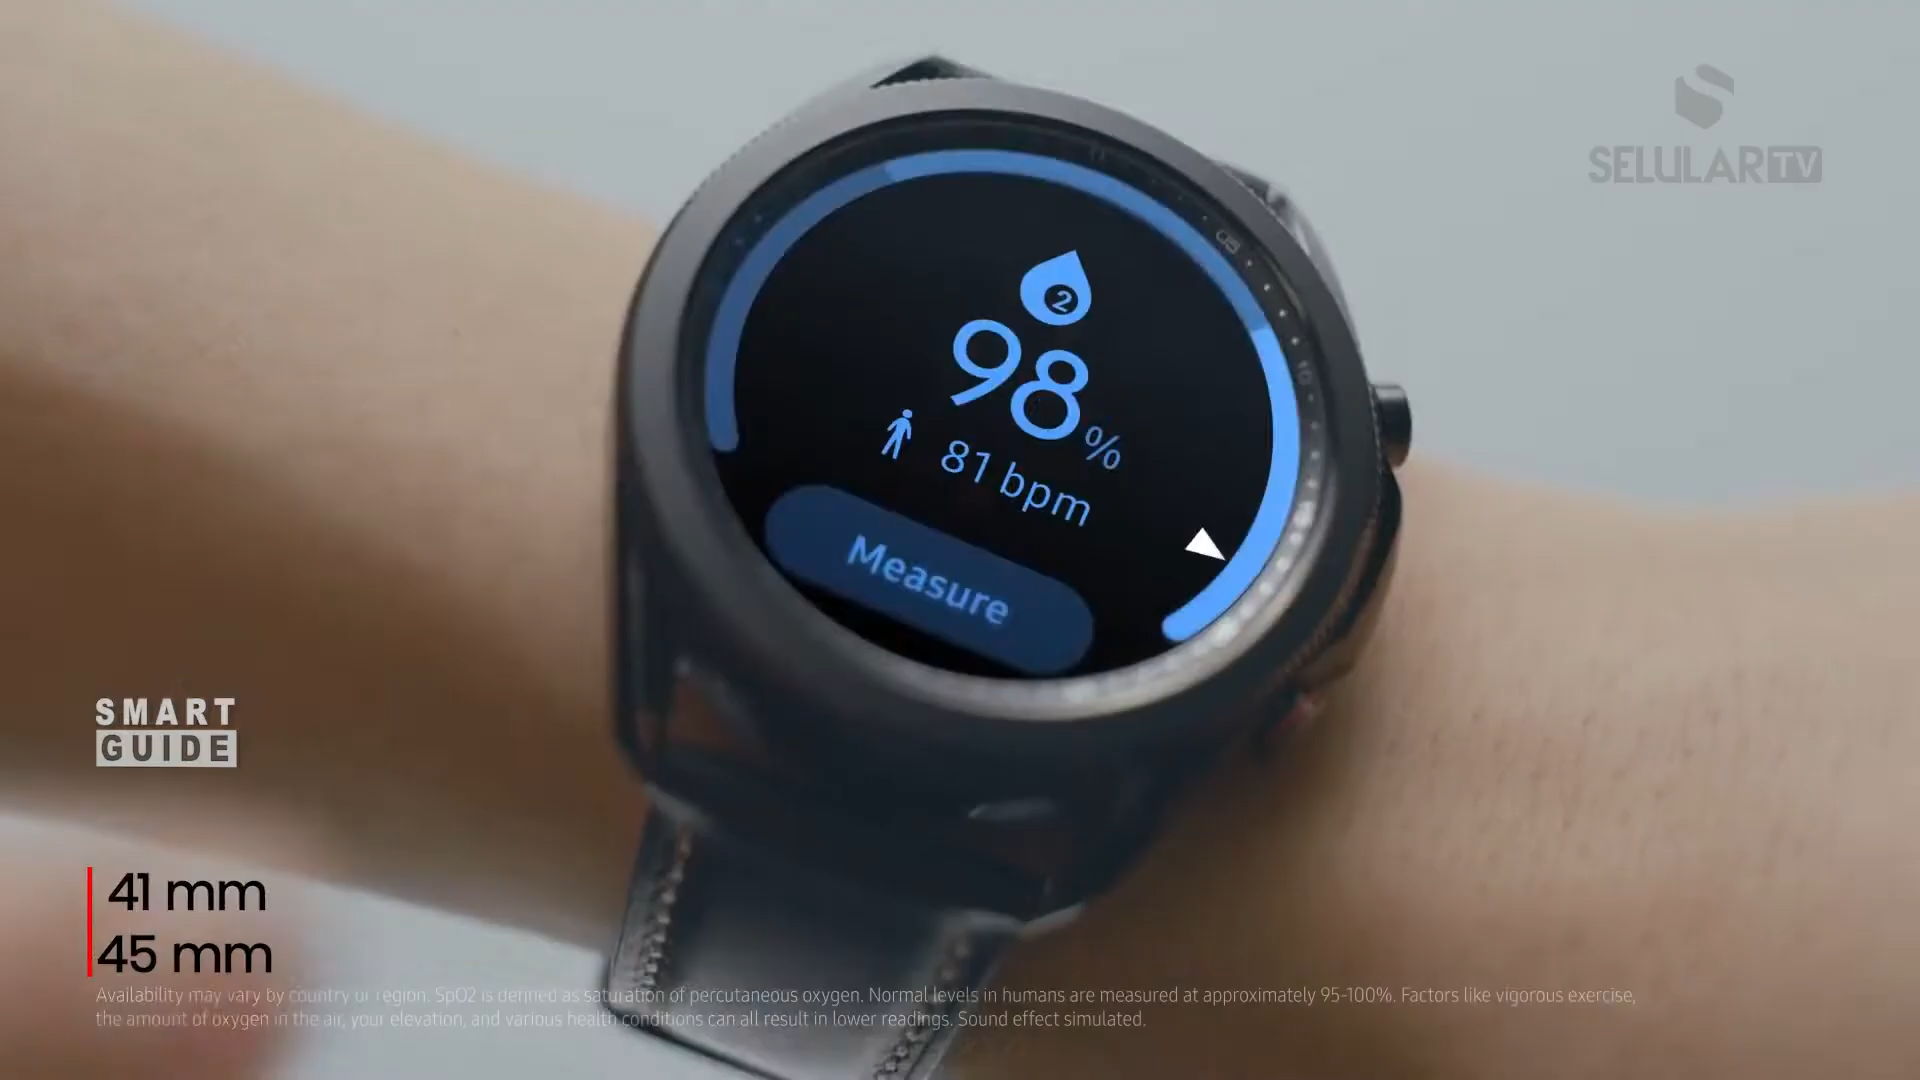 SELULAR TV
05
10
2
98%
81 bpm
Measure
SMART
GUIDE
41 mm
45 mm
Availability may vary by country or region. SpO2 is defined as saturation of percutaneous oxygen. Normal levels in humans are measured at approximately 95-100%. Factors like vigorous exercise,
the amount of oxygen in the air, your elevation, and various health conditions can all result in lower readings. Sound effect simulated.